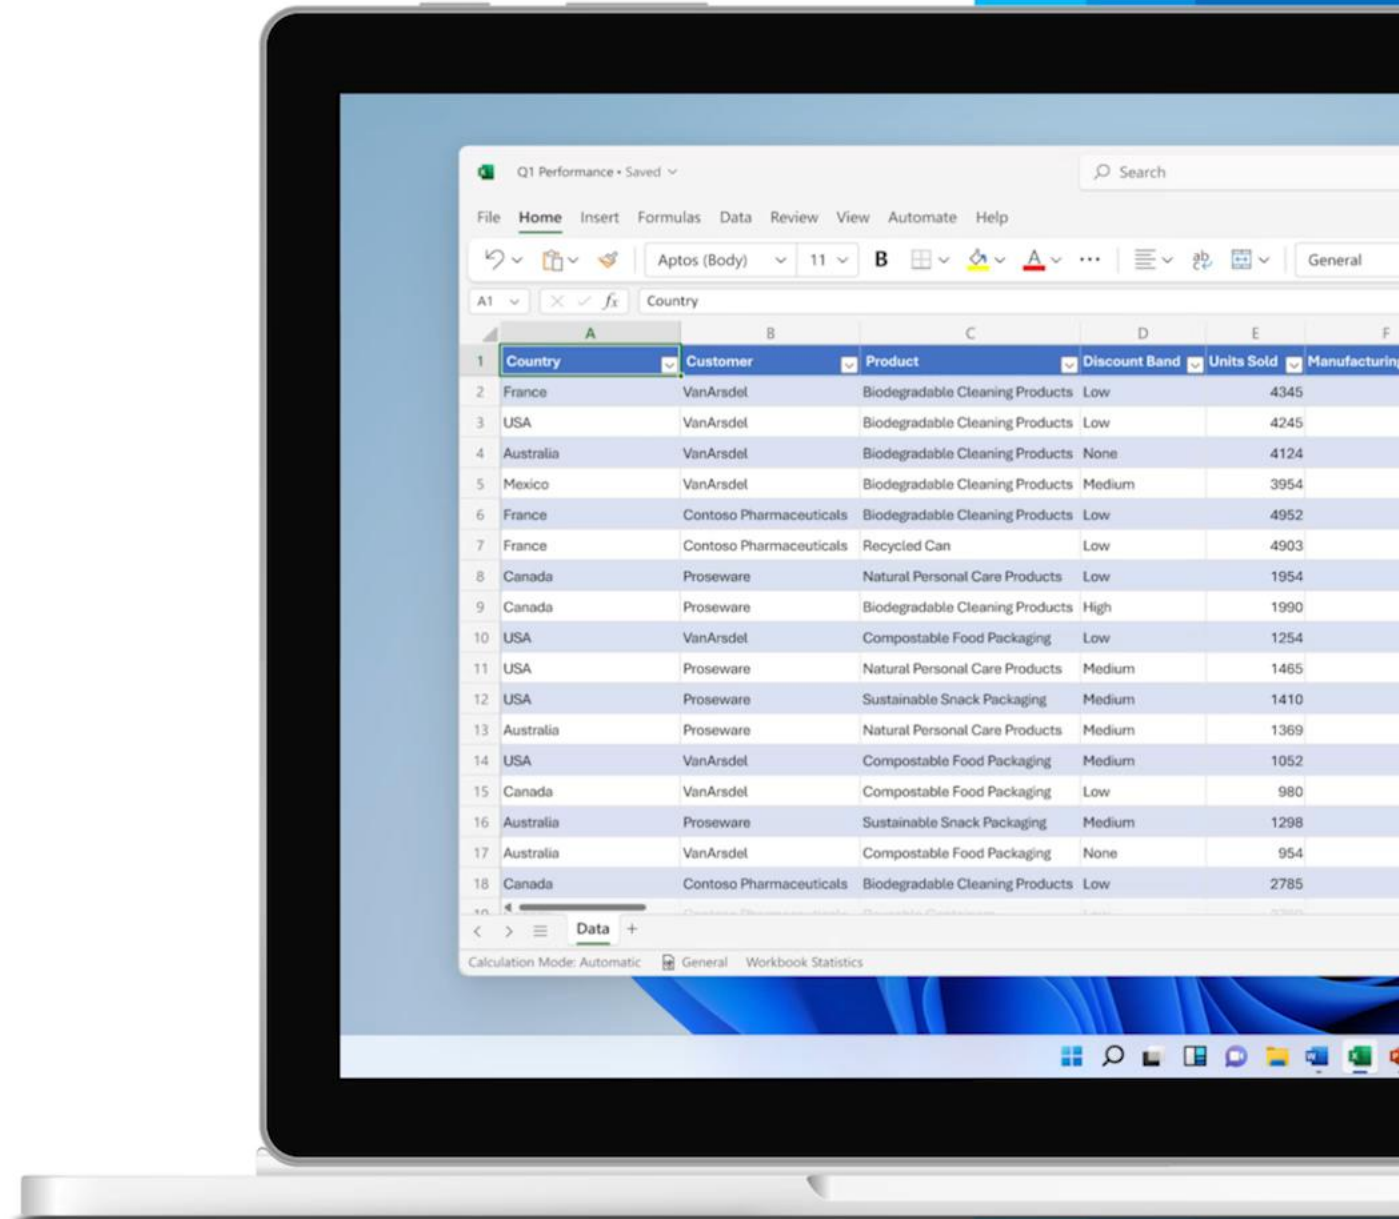 Q1 Performance • Saved
Search
File Home Insert Formulas Data Review View Automate Help
Aptos (Body) 11 B A ... ab General
A1 fx Country
A B C D E F
1 Country Customer Product Discount Band Units Sold Manufacturing
2 France VanArsdel Biodegradable Cleaning Products Low 4345
3 USA VanArsdel Biodegradable Cleaning Products Low 4245
4 Australia VanArsdel Biodegradable Cleaning Products None 4124
5 Mexico VanArsdel Biodegradable Cleaning Products Medium 3954
6 France Contoso Pharmaceuticals Biodegradable Cleaning Products Low 4952
7 France Contoso Pharmaceuticals Recycled Can Low 4903
8 Canada Proseware Natural Personal Care Products Low 1954
9 Canada Proseware Biodegradable Cleaning Products High 1990
10 USA VanArsdel Compostable Food Packaging Low 1254
11 USA Proseware Natural Personal Care Products Medium 1465
12 USA Proseware Sustainable Snack Packaging Medium 1410
13 Australia Proseware Natural Personal Care Products Medium 1369
14 USA VanArsdel Compostable Food Packaging Medium 1052
15 Canada VanArsdel Compostable Food Packaging Low 980
16 Australia Proseware Sustainable Snack Packaging Medium 1298
17 Australia VanArsdel Compostable Food Packaging None 954
18 Canada Contoso Pharmaceuticals Biodegradable Cleaning Products Low 2785
Data +
Calculation Mode: Automatic General Workbook Statistics